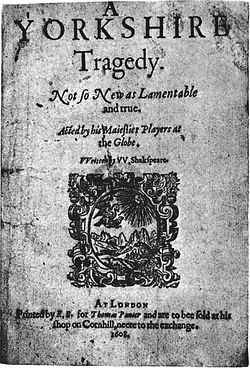 A
YORKSHIRE
Tragedy.
Not so New as Lamentable
and true.
Acted by his Maiesties Players at
the Globe.
Written by VV. Shakspeare.
AT LONDON
Printed by R. B. for Thomas Pauier and are to bee sold at his
shop on Cornhill, neere to the exchange.
1608.